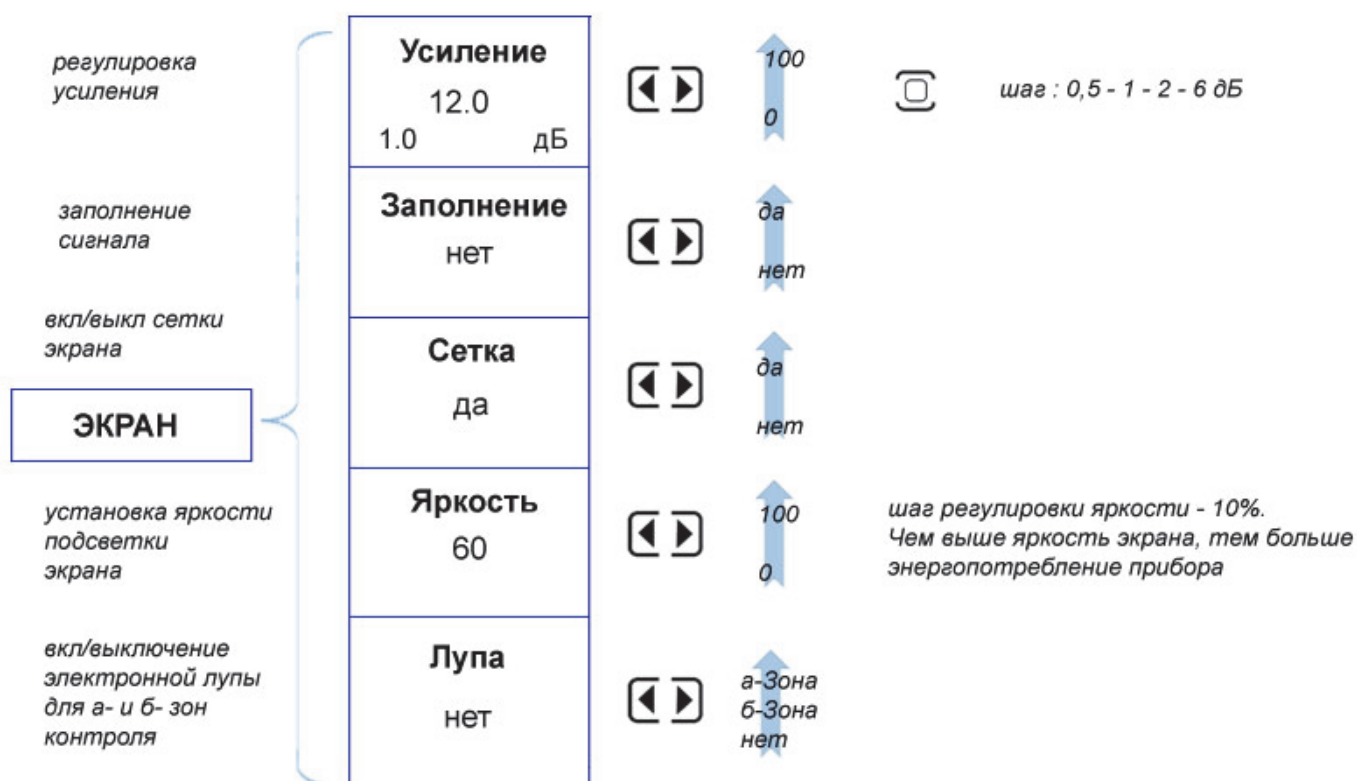 регулировка
усиления
Усиление
12.0
1.0 дБ
100
0
шаг : 0,5 - 1 - 2 - 6 дБ
заполнение
сигнала
Заполнение
нет
да
нет
вкл/выкл сетки
экрана
Сетка
да
да
нет
ЭКРАН
установка яркости
подсветки
экрана
Яркость
60
100
0
шаг регулировки яркости - 10%.
Чем выше яркость экрана, тем больше
энергопотребление прибора
вкл/выключение
электронной лупы
для а- и б- зон
контроля
Лупа
нет
а-Зона
б-Зона
нет